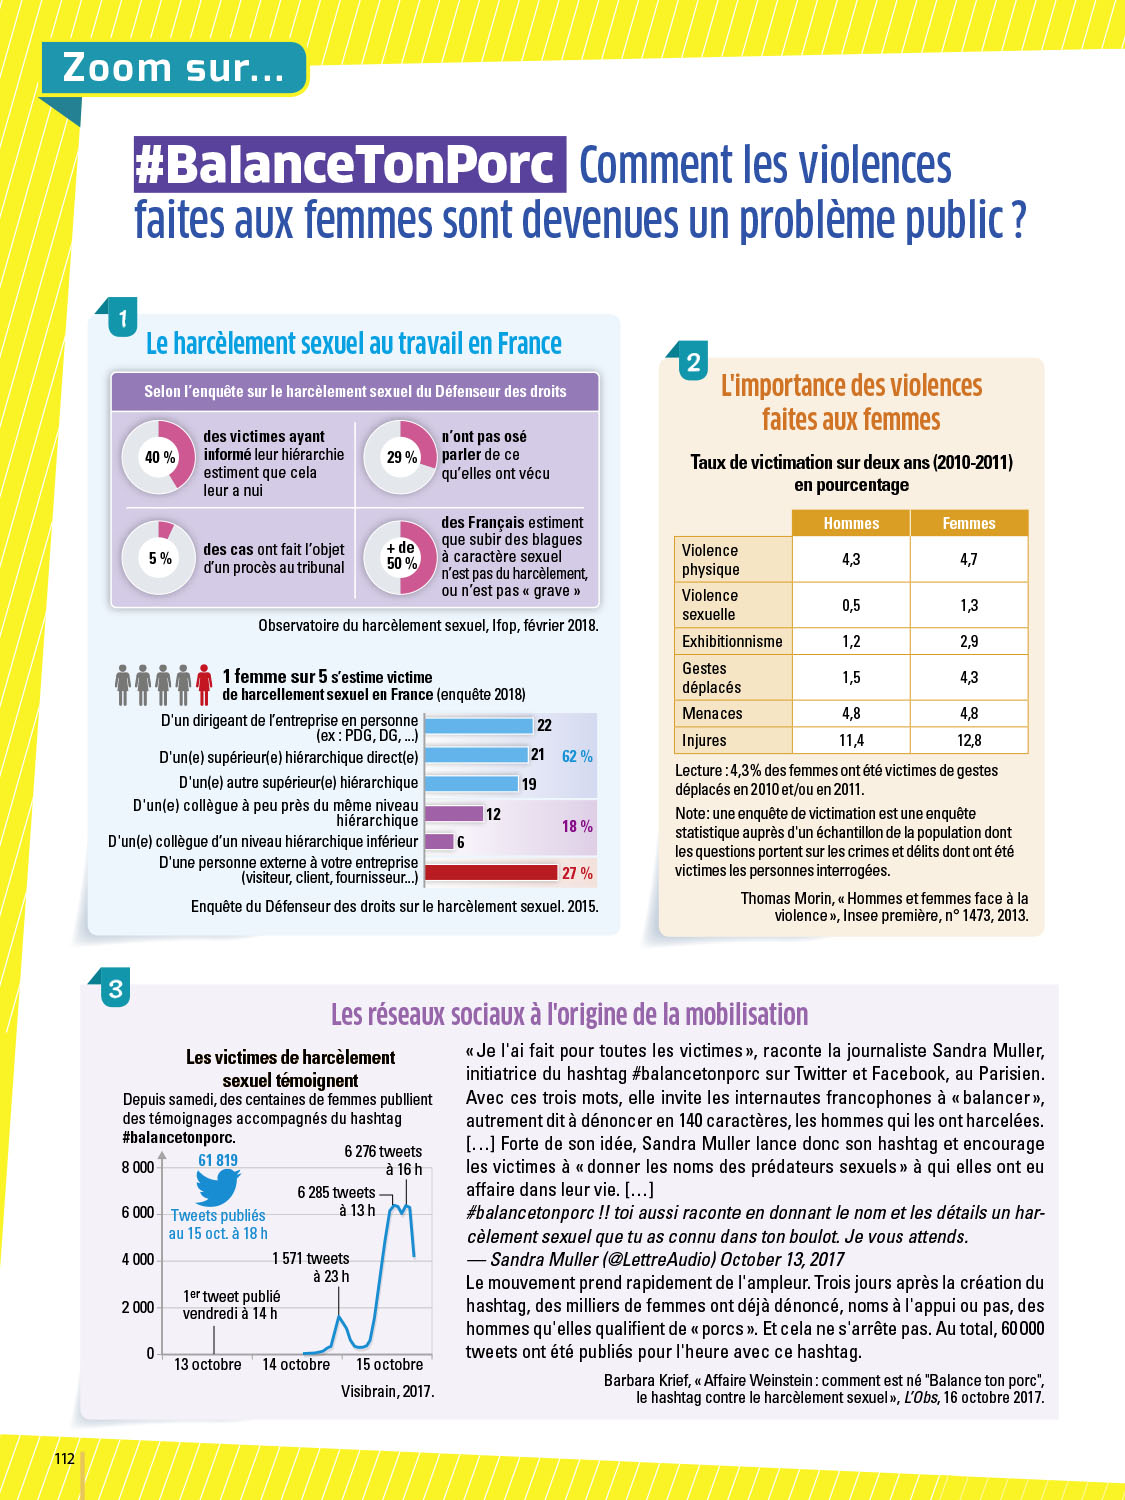 Zoom sur...
#BalanceTonPorc Comment les violences
faites aux femmes sont devenues un problème public ?
1
Le harcèlement sexuel au travail en France
Selon l'enquête sur le harcèlement sexuel du Défenseur des droits
40 %
des victimes ayant
informé leur hiérarchie
estiment que cela
leur a nui
29 %
n'ont pas osé
parler de ce
qu'elles ont vécu
5 %
des cas ont fait l'objet
d'un procès au tribunal
+ de
50 %
des Français estiment
que subir des blagues
à caractère sexuel
n'est pas du harcèlement,
ou n'est pas « grave »
Observatoire du harcèlement sexuel, Ifop, février 2018.
1 femme sur 5 s'estime victime
de harcellement sexuel en France (enquête 2018)
D'un dirigeant de l'entreprise en personne
(ex : PDG, DG, ...)
22
D'un(e) supérieur(e) hiérarchique direct(e)
21
62 %
D'un(e) autre supérieur(e) hiérarchique
19
D'un(e) collègue à peu près du même niveau
hiérarchique
12
18 %
D'un(e) collègue d'un niveau hiérarchique inférieur
6
D'une personne externe à votre entreprise
(visiteur, client, fournisseur...)
27 %
Enquête du Défenseur des droits sur le harcèlement sexuel. 2015.
2
L'importance des violences
faites aux femmes
Taux de victimation sur deux ans (2010-2011)
en pourcentage
Hommes Femmes
Violence
physique
4,3 4,7
Violence
sexuelle
0,5 1,3
Exhibitionnisme 1,2 2,9
Gestes
déplacés
1,5 4,3
Menaces 4,8 4,8
Injures 11,4 12,8
Lecture : 4,3% des femmes ont été victimes de gestes
déplacés en 2010 et/ou en 2011.
Note: une enquête de victimation est une enquête
statistique auprès d'un échantillon de la population dont
les questions portent sur les crimes et délits dont ont été
victimes les personnes interrogées.
Thomas Morin, « Hommes et femmes face à la
violence », Insee première, n° 1473, 2013.
3
Les réseaux sociaux à l'origine de la mobilisation
Les victimes de harcèlement
sexuel témoignent
Depuis samedi, des centaines de femmes publlient
des témoignages accompagnés du hashtag
#balancetonporc.
8 000
6 000
4 000
2 000
0
61 819
Tweets publiés
au 15 oct. à 18 h
6 276 tweets
à 16 h
6 285 tweets
à 13 h
1 571 tweets
à 23 h
1er tweet publié
vendredi à 14 h
13 octobre 14 octobre 15 octobre
Visibrain, 2017.
« Je l'ai fait pour toutes les victimes », raconte la journaliste Sandra Muller,
initiatrice du hashtag #balancetonporc sur Twitter et Facebook, au Parisien.
Avec ces trois mots, elle invite les internautes francophones à « balancer »,
autrement dit à dénoncer en 140 caractères, les hommes qui les ont harcelées.
[...] Forte de son idée, Sandra Muller lance donc son hashtag et encourage
les victimes à « donner les noms des prédateurs sexuels » à qui elles ont eu
affaire dans leur vie. [...]
#balancetonporc !! toi aussi raconte en donnant le nom et les détails un har-
cèlement sexuel que tu as connu dans ton boulot. Je vous attends.
— Sandra Muller (@LettreAudio) October 13, 2017
Le mouvement prend rapidement de l'ampleur. Trois jours après la création du
hashtag, des milliers de femmes ont déjà dénoncé, noms à l'appui ou pas, des
hommes qu'elles qualifient de « porcs ». Et cela ne s'arrête pas. Au total, 60 000
tweets ont été publiés pour l'heure avec ce hashtag.
Barbara Krief, « Affaire Weinstein : comment est né "Balance ton porc",
le hashtag contre le harcèlement sexuel », L'Obs, 16 octobre 2017.
112